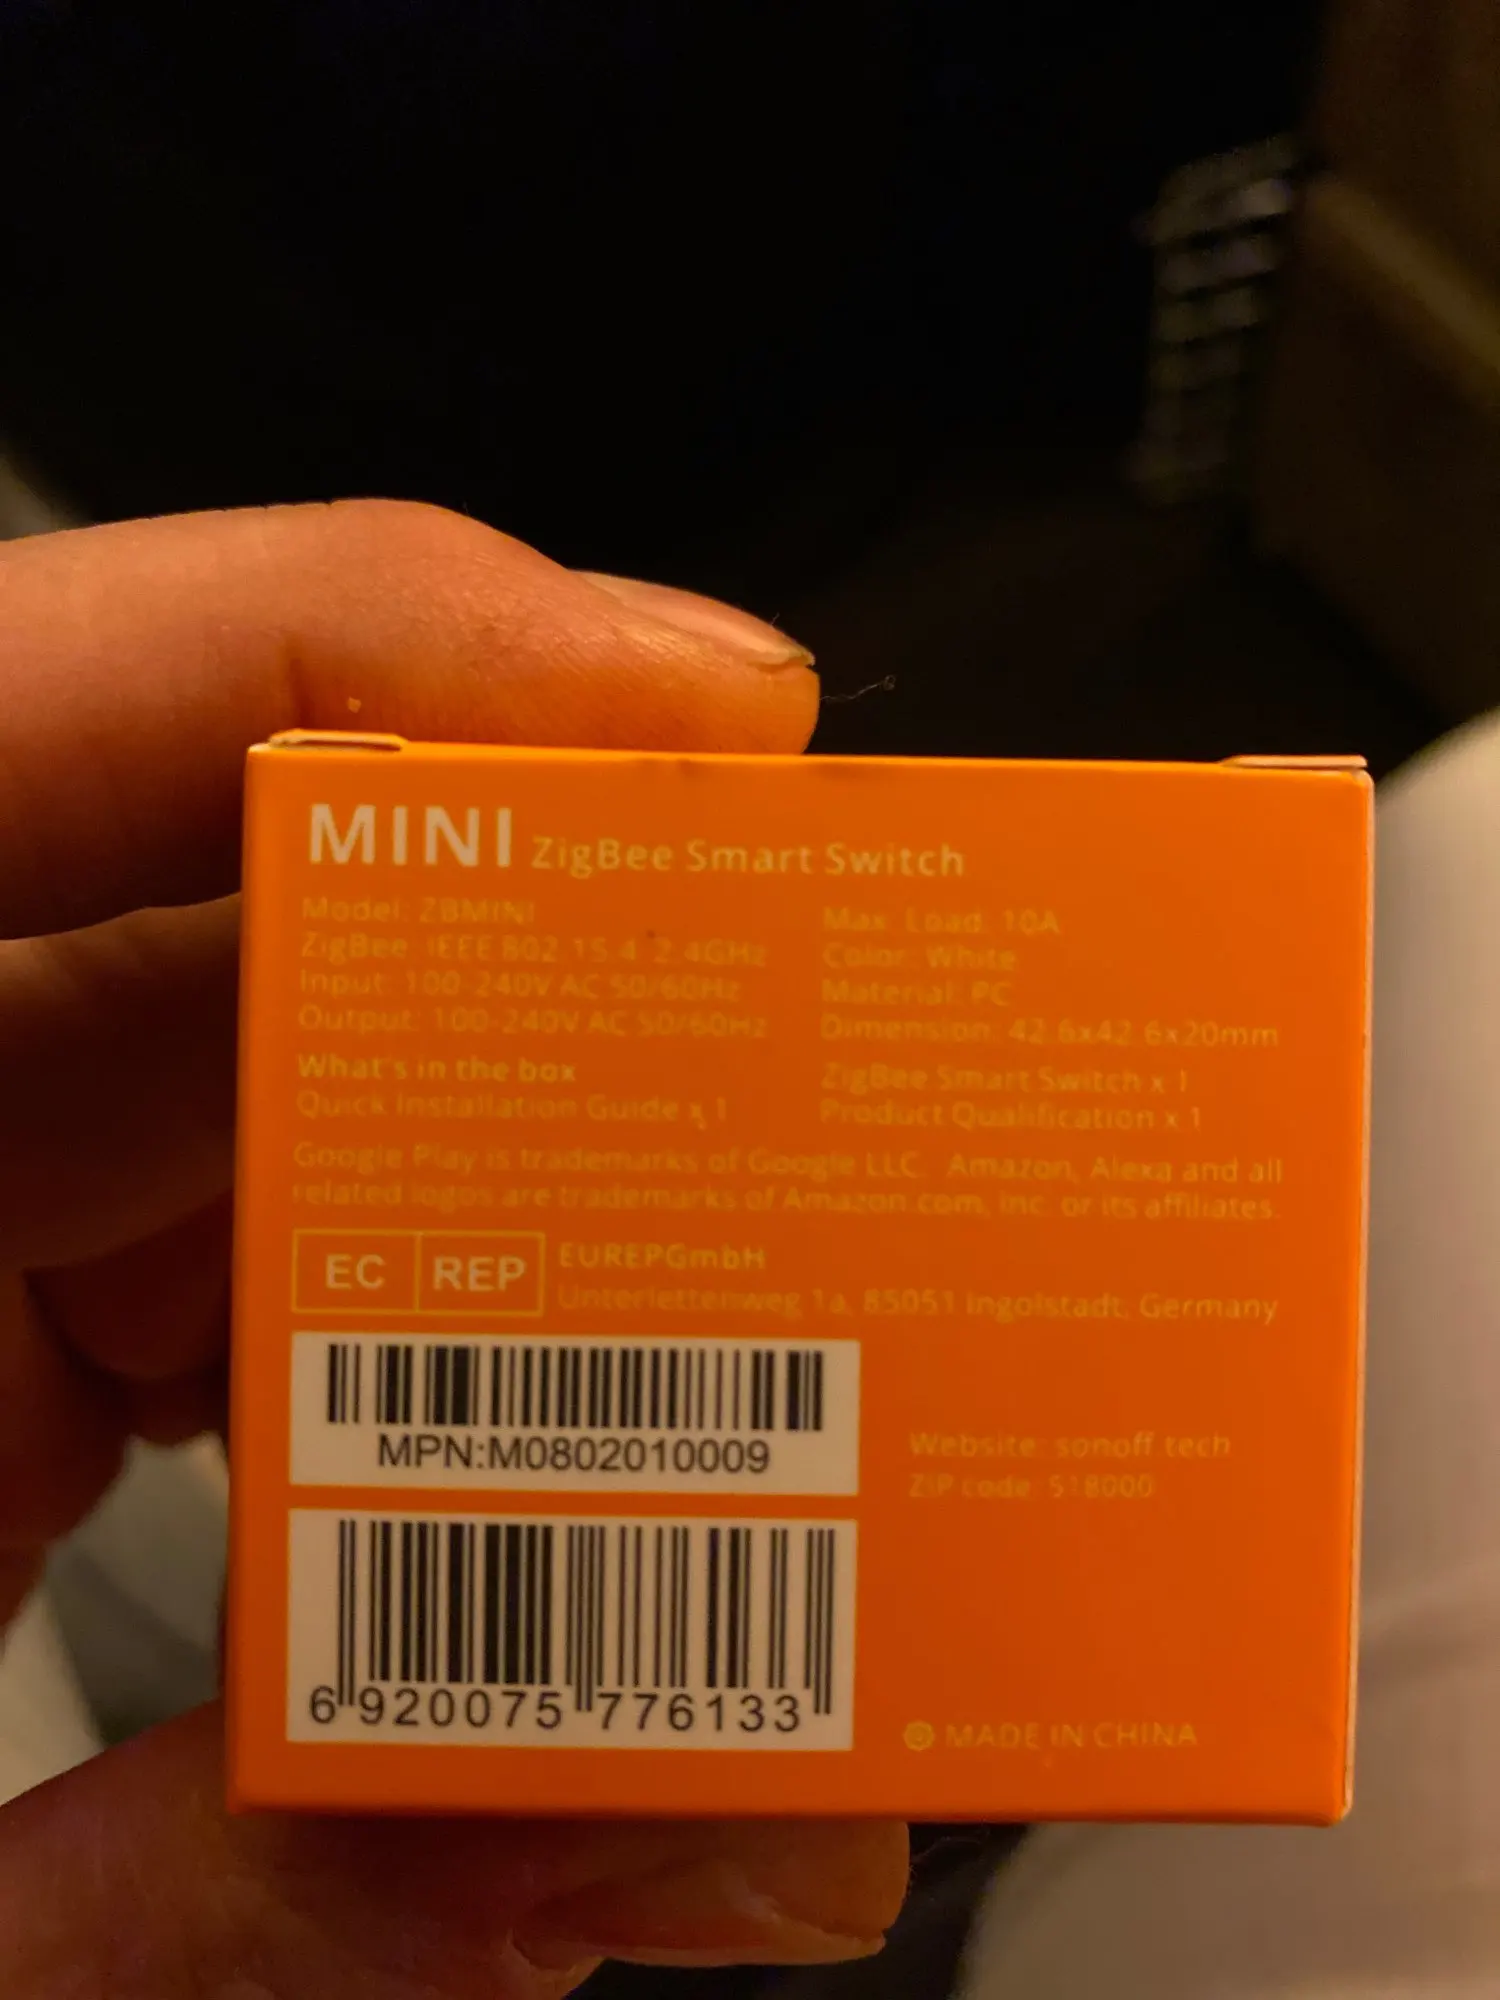 MINI ZigBee Smart Switch
Model: ZBMINI
ZigBee: IEEE 802.15.4 2.4GHz
Input: 100-240V AC 50/60Hz
Output: 100-240V AC 50/60Hz
Max. Load: 10A
Color: White
Material: PC
Dimension: 42.6x42.6x20mm
What's in the box
Quick Installation Guide x 1
ZigBee Smart Switch x 1
Product Qualification x 1
Google Play is trademarks of Google LLC. Amazon, Alexa and all
related logos are trademarks of Amazon.com, Inc. or its affiliates.
EC REP
EUREPGmbH
Unterlettenweg 1a, 85051 Ingolstadt, Germany
MPN:M0802010009
Website: sonoff.tech
ZIP code: 518000
6 920075 776133
MADE IN CHINA